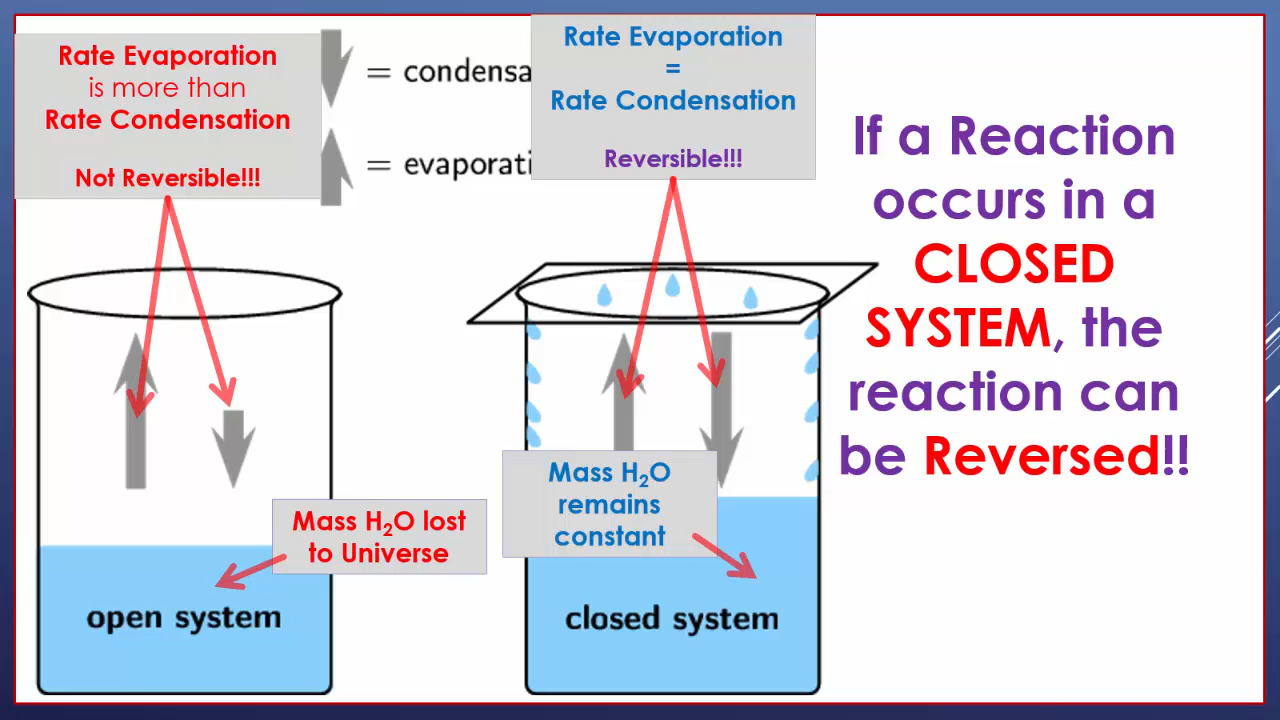 Rate Evaporation
is more than
Rate Condensation
Not Reversible!!!
= condensa
= evaporati
Rate Evaporation
=
Rate Condensation
Reversible!!!
If a Reaction
occurs in a
CLOSED
SYSTEM, the
reaction can
be Reversed!!
Mass H₂O lost
to Universe
open system
Mass H₂O
remains
constant
closed system